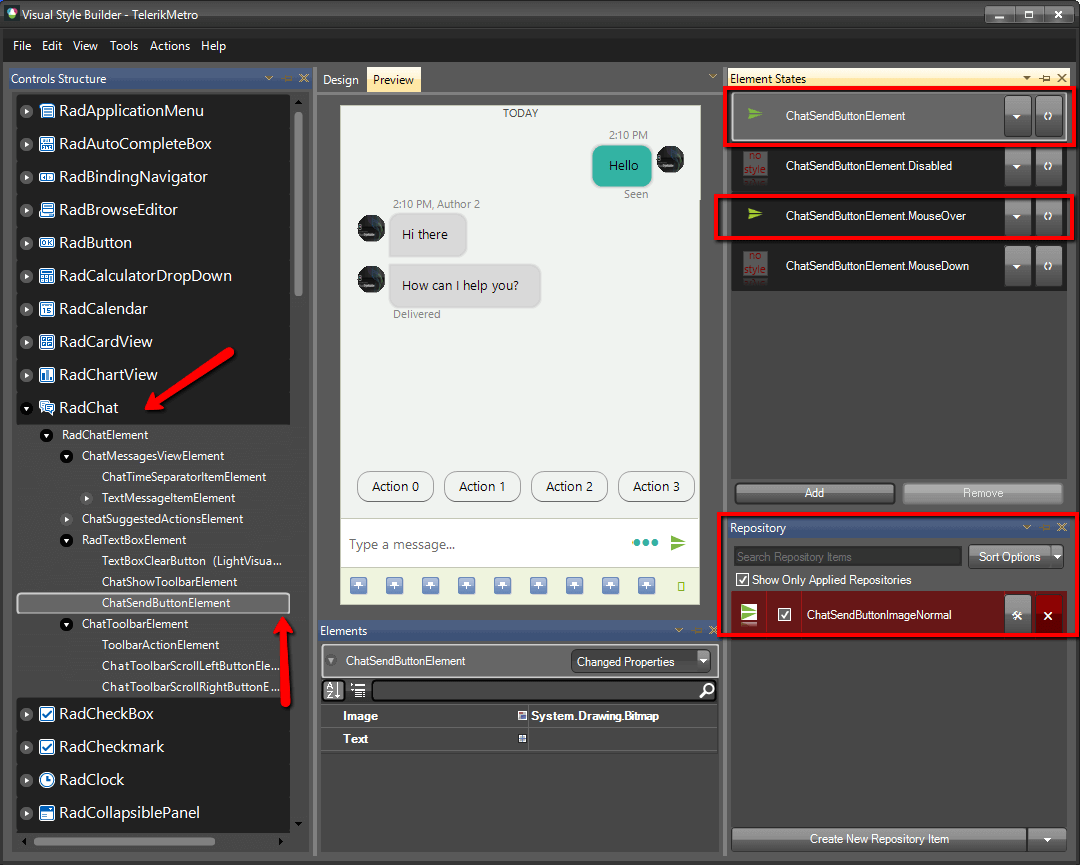 Visual Style Builder - TelerikMetro
File Edit View Tools Actions Help
Controls Structure
RadApplicationMenu
RadAutoCompleteBox
RadBindingNavigator
RadBrowseEditor
RadButton
RadCalculatorDropDown
RadCalendar
RadCardView
RadChartView
RadChat
RadChatElement
ChatMessagesViewElement
ChatTimeSeparatorItemElement
TextMessageItemElement
ChatSuggestedActionsElement
RadTextBoxElement
TextBoxClearButton (LightVisua...
ChatShowToolbarElement
ChatSendButtonElement
ChatToolbarElement
ToolbarActionElement
ChatToolbarScrollLeftButtonEle...
ChatToolbarScrollRightButtonE...
RadCheckBox
RadCheckmark
RadClock
RadCollapsiblePanel
Design Preview
TODAY
2:10 PM
Hello
Seen
2:10 PM, Author 2
Hi there
How can I help you?
Delivered
Action 0 Action 1 Action 2 Action 3
Type a message...
Elements
ChatSendButtonElement Changed Properties
Image System.Drawing.Bitmap
Text
Element States
ChatSendButtonElement
no
style
ChatSendButtonElement.Disabled
ChatSendButtonElement.MouseOver
no
style
ChatSendButtonElement.MouseDown
Add Remove
Repository
Search Repository Items Sort Options
Show Only Applied Repositories
ChatSendButtonImageNormal
Create New Repository Item